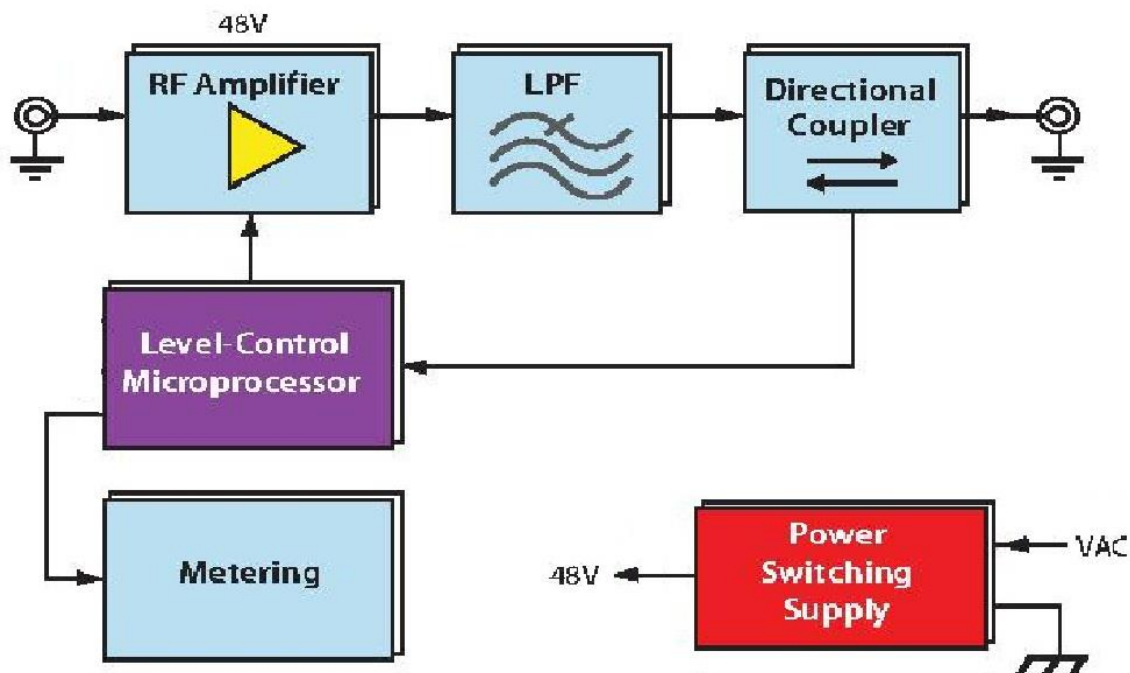 48V
RF Amplifier
LPF
Directional
Coupler
Level-Control
Microprocessor
Metering
Power
Switching
Supply
VAC
48V